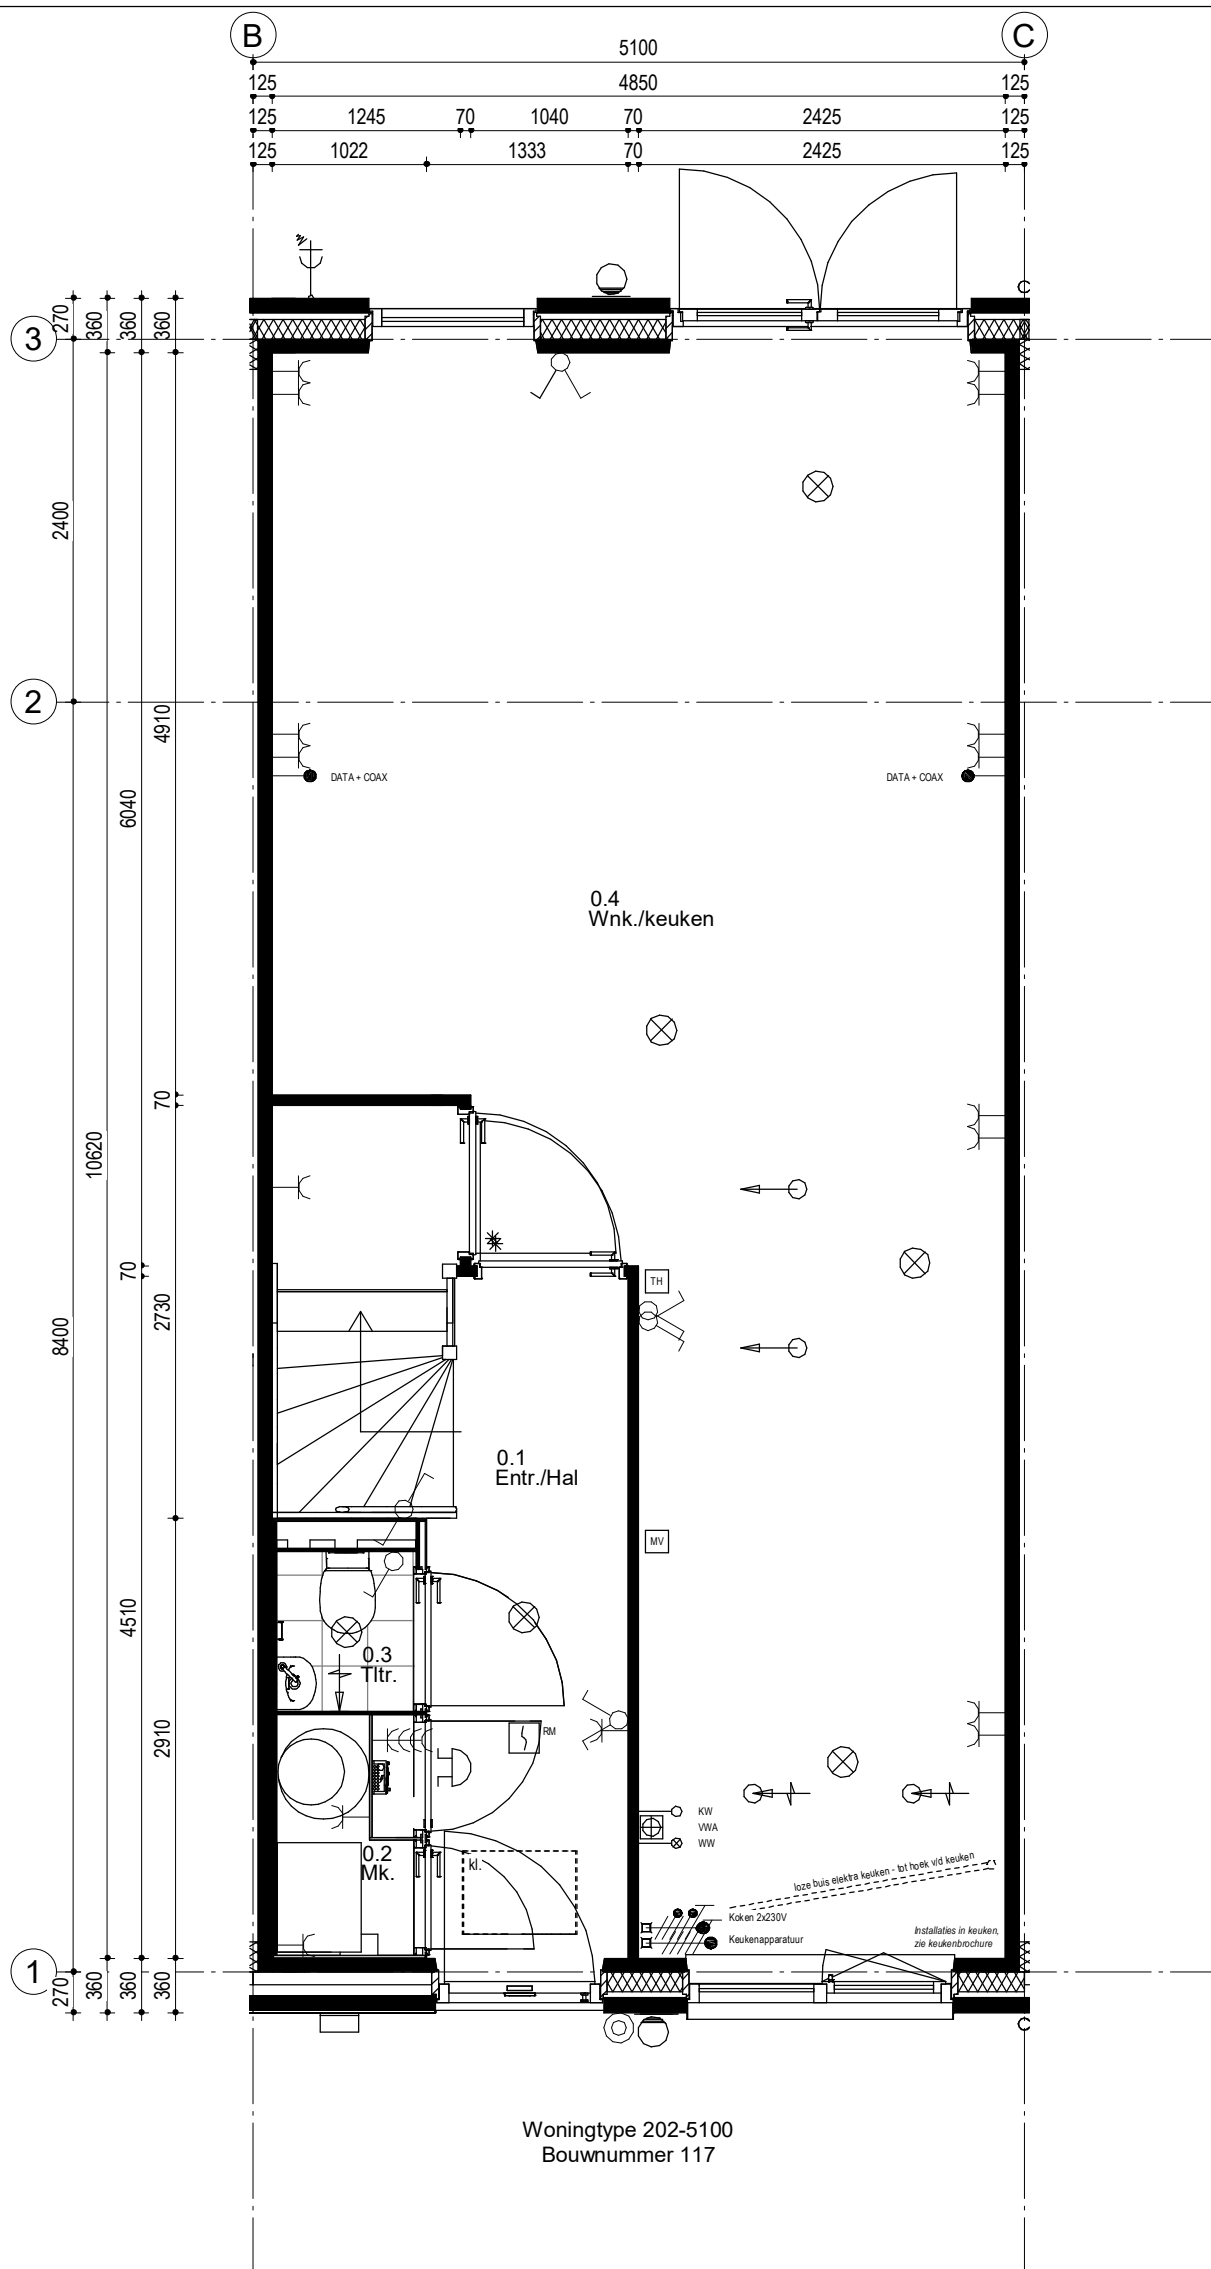 B
C
5100
125
4850
125
125
1245
70
1040
70
2425
125
125
1022
1333
70
2425
125
3
270
360
360
360
2400
2
4910
6040
DATA + COAX
DATA + COAX
0.4
Wnk./keuken
70
10620
70
TH
2730
8400
0.1
Entr./Hal
MV
4510
0.3
Tltr.
2910
RM
KW
VWA
WW
0.2
Mk.
kl.
loze buis elektra keuken - tot hoek v/d keuken
Koken 2x230V
Keukenapparatuur
Installaties in keuken,
zie keukenbrochure
1
270
360
360
360
Woningtype 202-5100
Bouwnummer 117